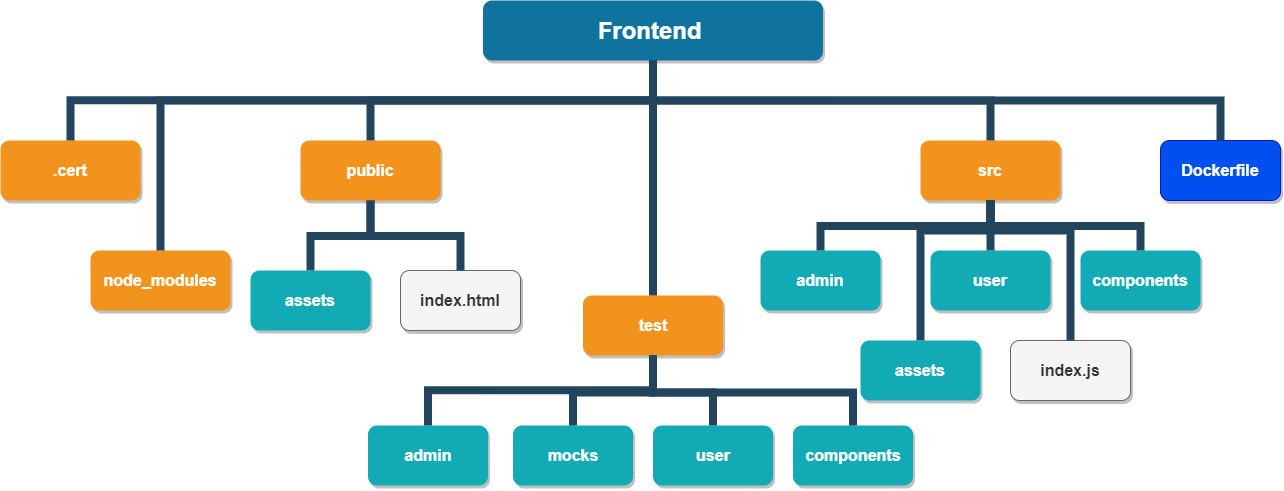 Frontend
.cert
public
src
Dockerfile
node_modules
assets
index.html
admin
user
components
test
assets
index.js
admin
mocks
user
components